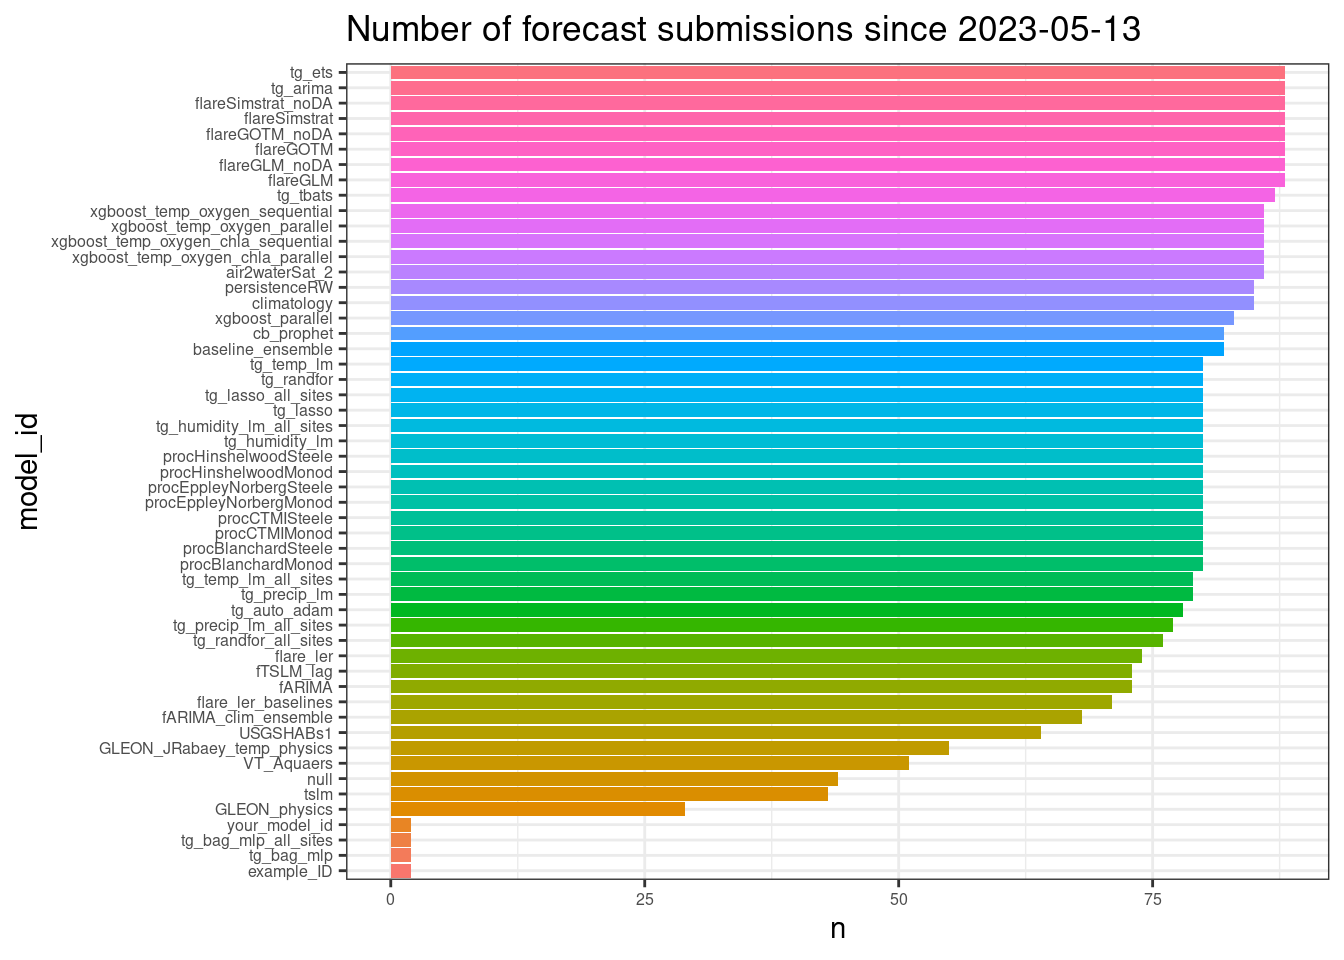 Number of forecast submissions since 2023-05-13
tg_ets
tg_arima
flareSimstrat_noDA
flareSimstrat
flareGOTM_noDA
flareGOTM
flareGLM_noDA
flareGLM
tg_tbats
xgboost_temp_oxygen_sequential
xgboost_temp_oxygen_parallel
xgboost_temp_oxygen_chla_sequential
xgboost_temp_oxygen_chla_parallel
air2waterSat_2
persistenceRW
climatology
xgboost_parallel
cb_prophet
baseline_ensemble
tg_temp_lm
tg_randfor
tg_lasso_all_sites
tg_lasso
tg_humidity_lm_all_sites
tg_humidity_lm
procHinshelwoodSteele
procHinshelwoodMonod
procEppleyNorbergSteele
procEppleyNorbergMonod
procCTMISteele
procCTMIMonod
procBlanchardSteele
procBlanchardMonod
tg_temp_lm_all_sites
tg_precip_lm
tg_auto_adam
tg_precip_lm_all_sites
tg_randfor_all_sites
flare_ler
fTSLM_lag
fARIMA
flare_ler_baselines
fARIMA_clim_ensemble
USGSHABs1
GLEON_JRabaey_temp_physics
VT_Aquaers
null
tslm
GLEON_physics
your_model_id
tg_bag_mlp_all_sites
tg_bag_mlp
example_ID
model_id
0 25 50 75
n